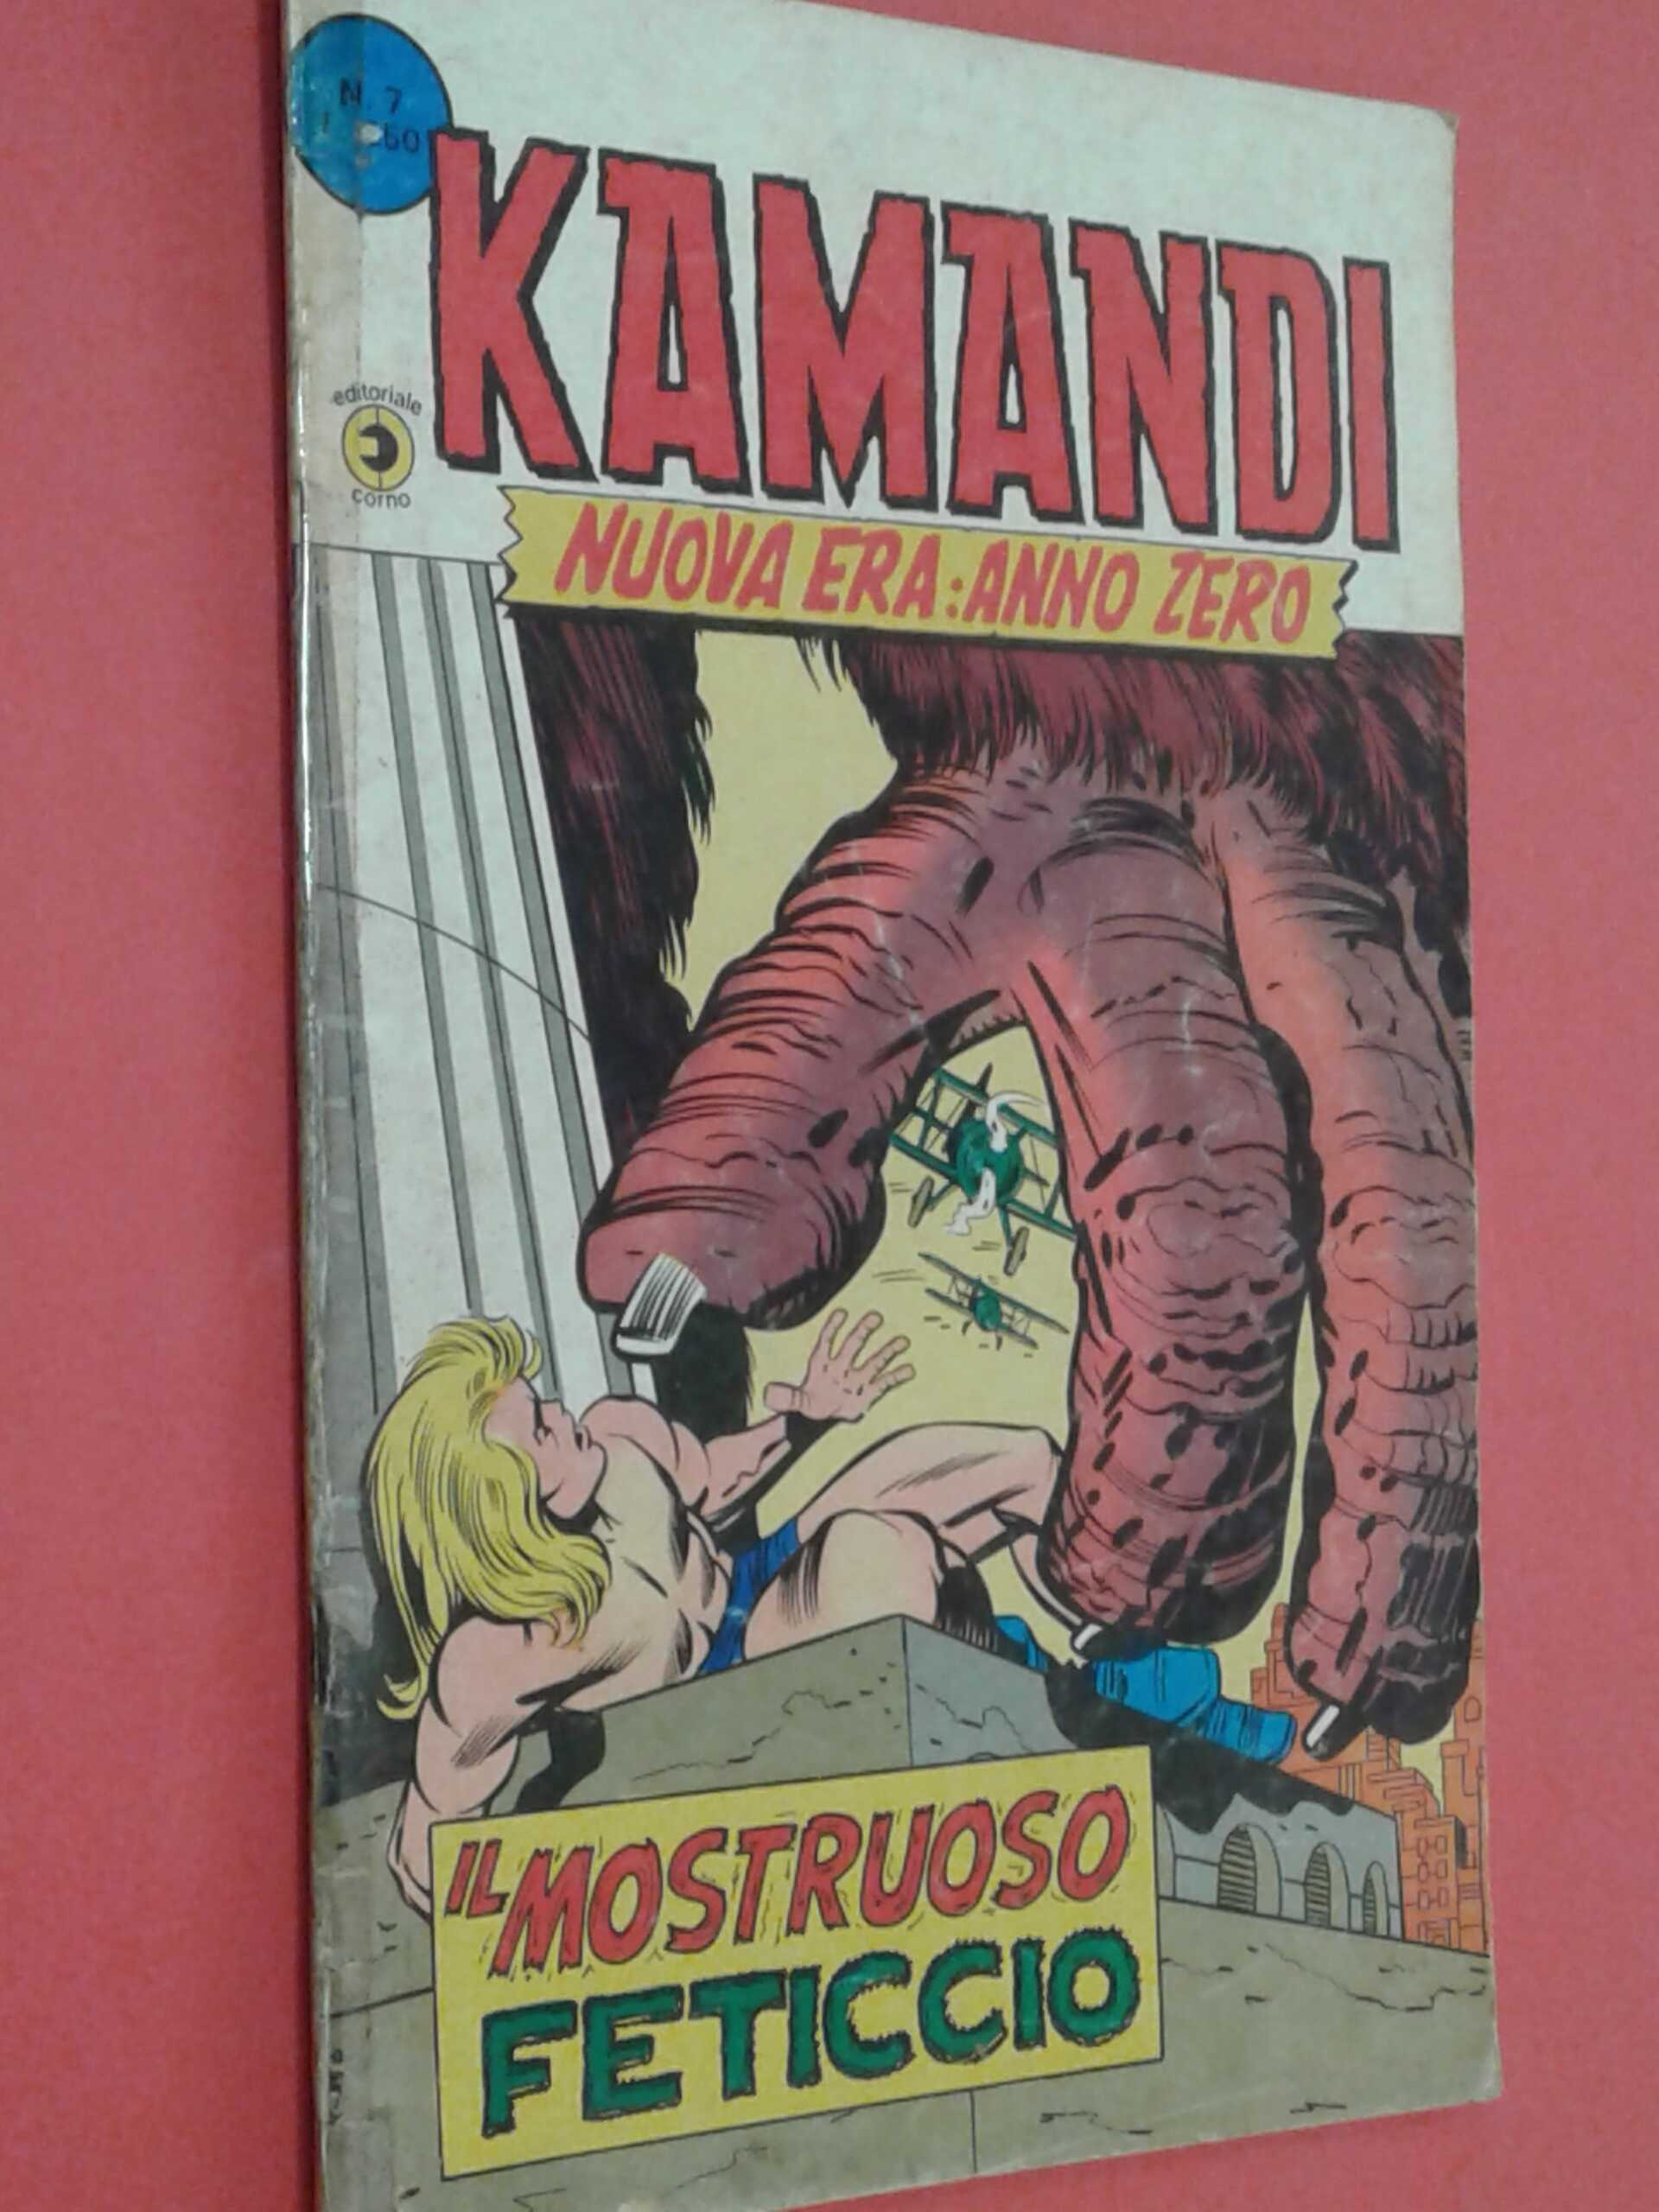 N. 7
KAMANDI
editoriale
corno
NUOVA ERA: ANNO ZERO
IL MOSTRUOSO
FETICCIO